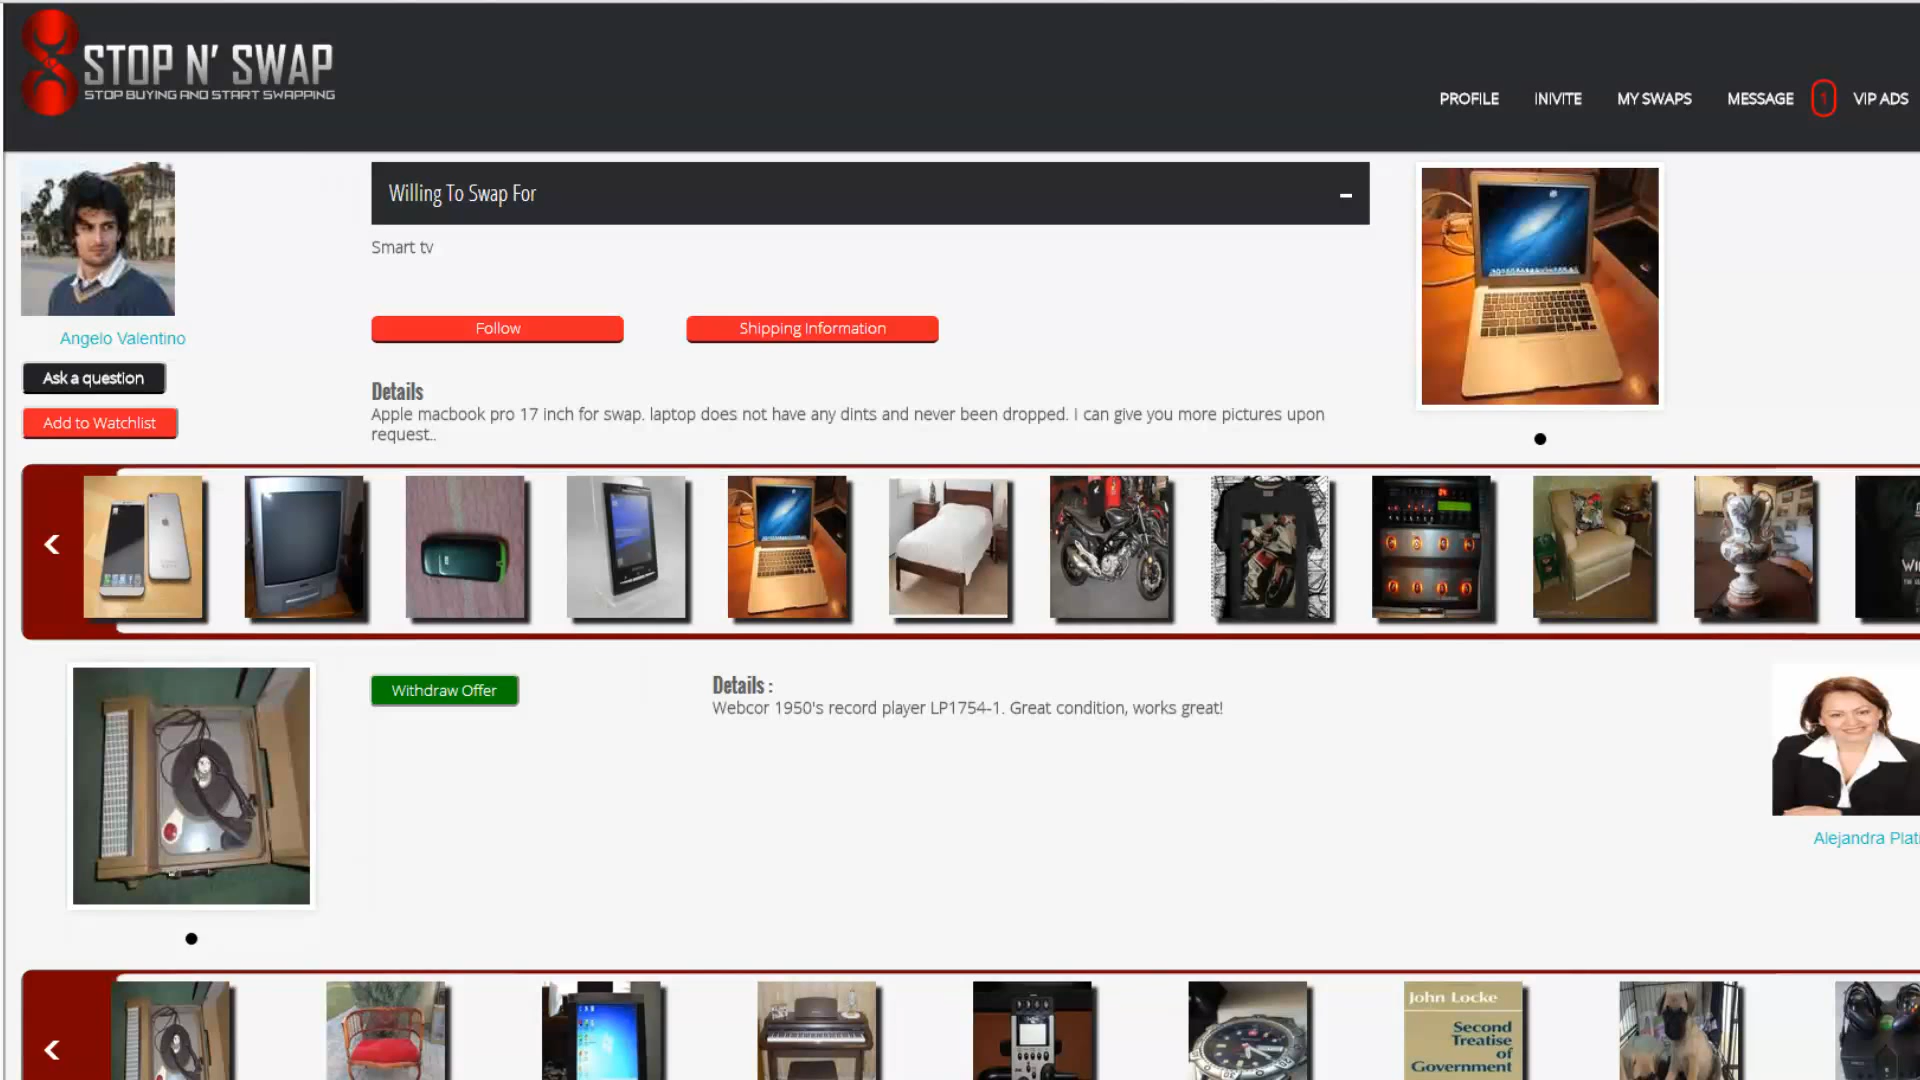 STOP N' SWAP
STOP BUYING AND START SWAPPING
PROFILE
INIVITE
MY SWAPS
MESSAGE
1
VIP ADS
Willing To Swap For
Smart tv
Angelo Valentino
Follow
Shipping Information
Ask a question
Add to Watchlist
Details
Apple macbook pro 17 inch for swap. laptop does not have any dints and never been dropped. I can give you more pictures upon
request..
Withdraw Offer
Details :
Webcor 1950's record player LP1754-1. Great condition, works great!
Alejandra Plati
John Locke
Second
Treatise
of
Government